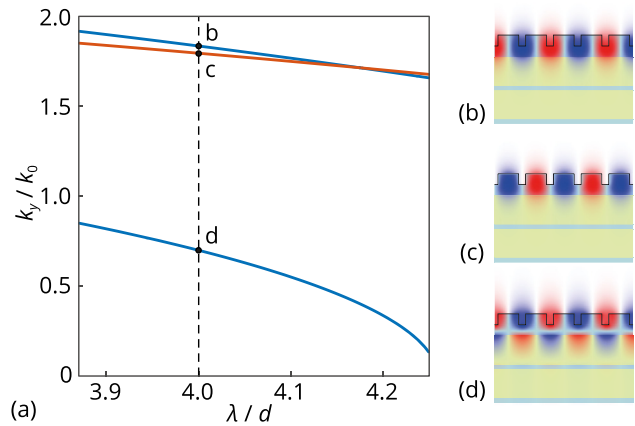 2.0
1.5
1.0
0.5
0
k_y / k_0
b
c
d
3.9 4.0 4.1 4.2
λ / d
(a)
(b)
(c)
(d)